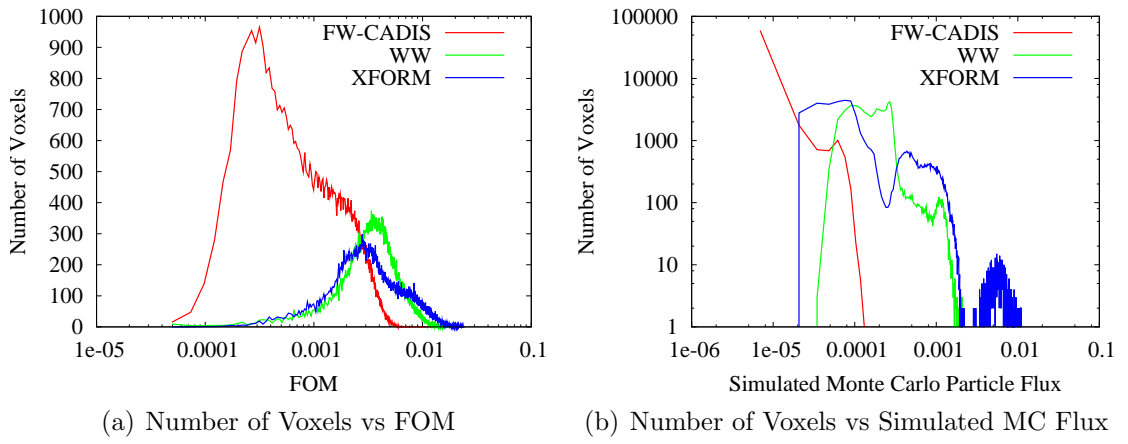 1000
900
800
700
600
500
400
300
200
100
0
1e-05
0.0001
0.001
0.01
0.1
Number of Voxels
FOM
FW-CADIS
WW
XFORM
(a) Number of Voxels vs FOM
100000
10000
1000
100
10
1
1e-06
1e-05
0.0001
0.001
0.01
0.1
Number of Voxels
Simulated Monte Carlo Particle Flux
FW-CADIS
WW
XFORM
(b) Number of Voxels vs Simulated MC Flux